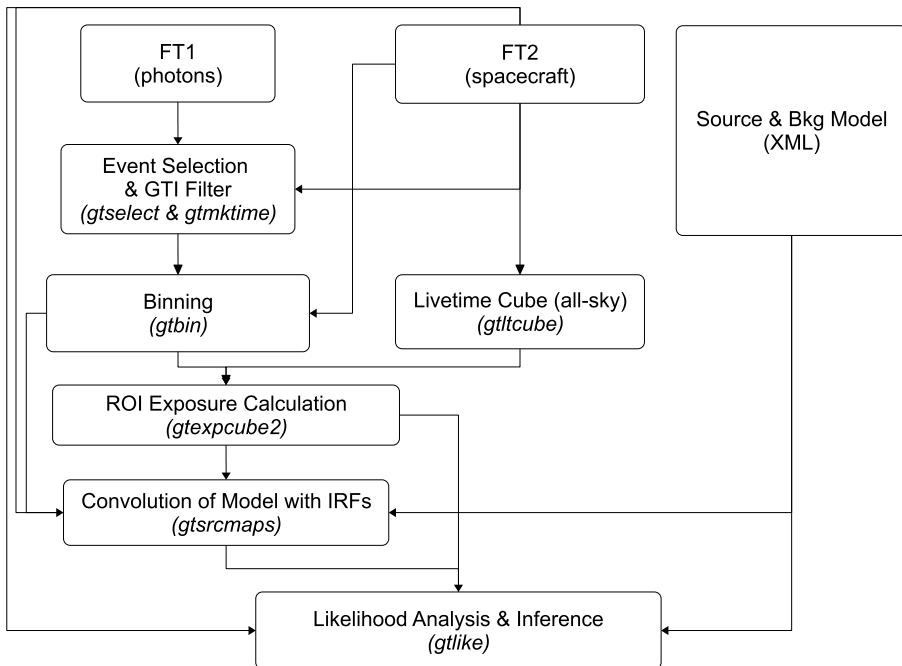 FT1
(photons)
FT2
(spacecraft)
Source & Bkg Model
(XML)
Event Selection
& GTI Filter
(gtselect & gtmktime)
Binning
(gtbin)
Livetime Cube (all-sky)
(gtltcube)
ROI Exposure Calculation
(gtexpcube2)
Convolution of Model with IRFs
(gtsrcmaps)
Likelihood Analysis & Inference
(gtlike)